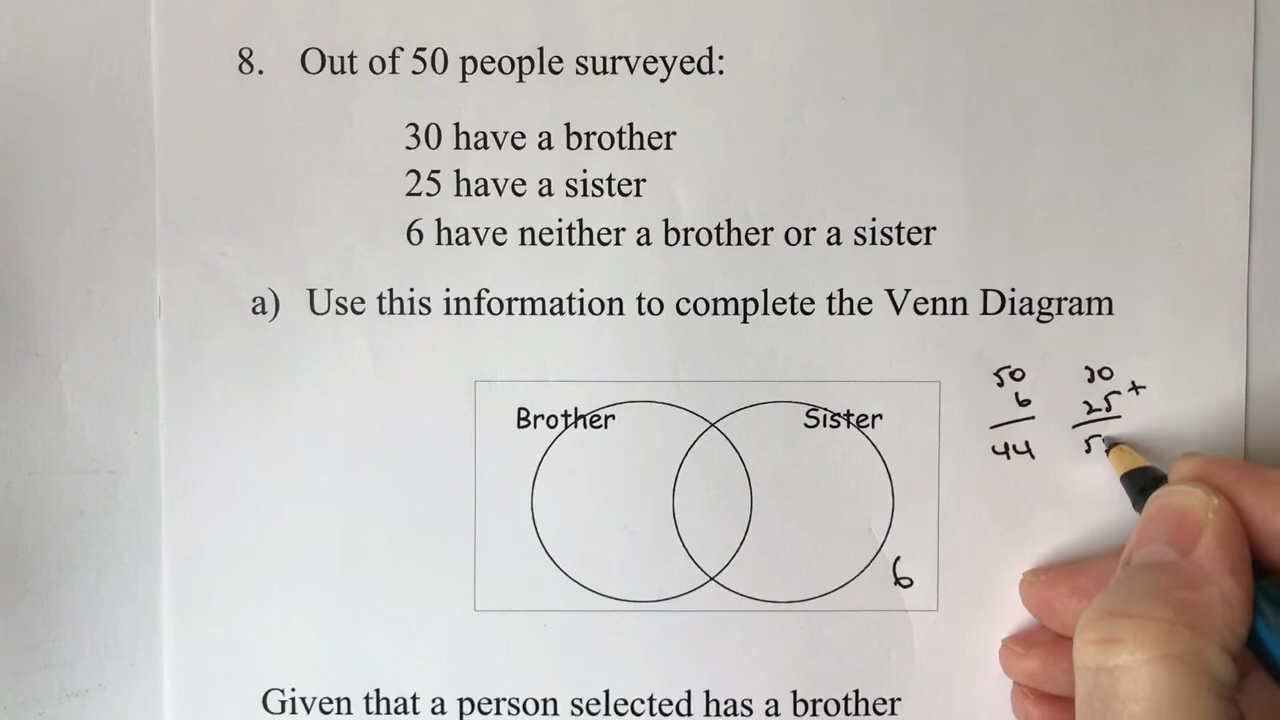 8. Out of 50 people surveyed:
30 have a brother
25 have a sister
6 have neither a brother or a sister
a) Use this information to complete the Venn Diagram
Brother
Sister
6
50
6
44
30
25 +
5
Given that a person selected has a brother